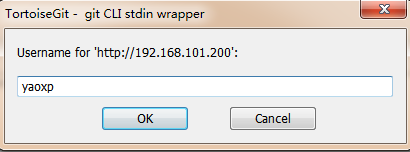 TortoiseGit - git CLI stdin wrapper
Username for 'http://192.168.101.200':
yaoxp
OK
Cancel